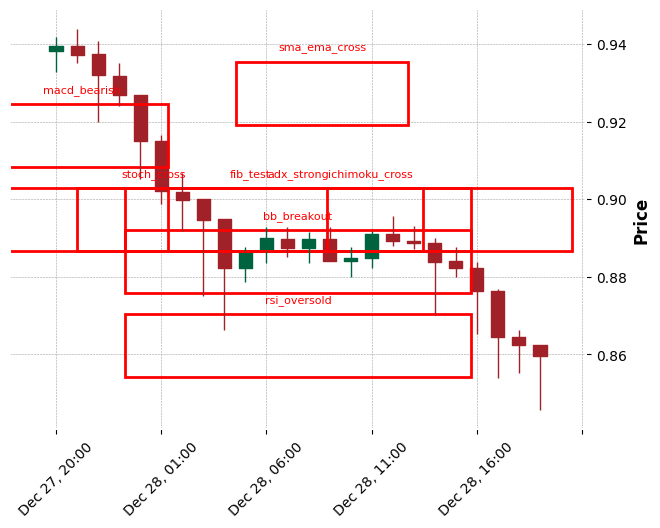 sma_ema_cross
0.94
macd_bearis
0.92
stoch_cross
fib_test
adx_strong
ichimoku_cross
0.90
bb_breakout
Price
0.88
rsi_oversold
0.86
Dec 27, 20:00
Dec 28, 01:00
Dec 28, 06:00
Dec 28, 11:00
Dec 28, 16:00